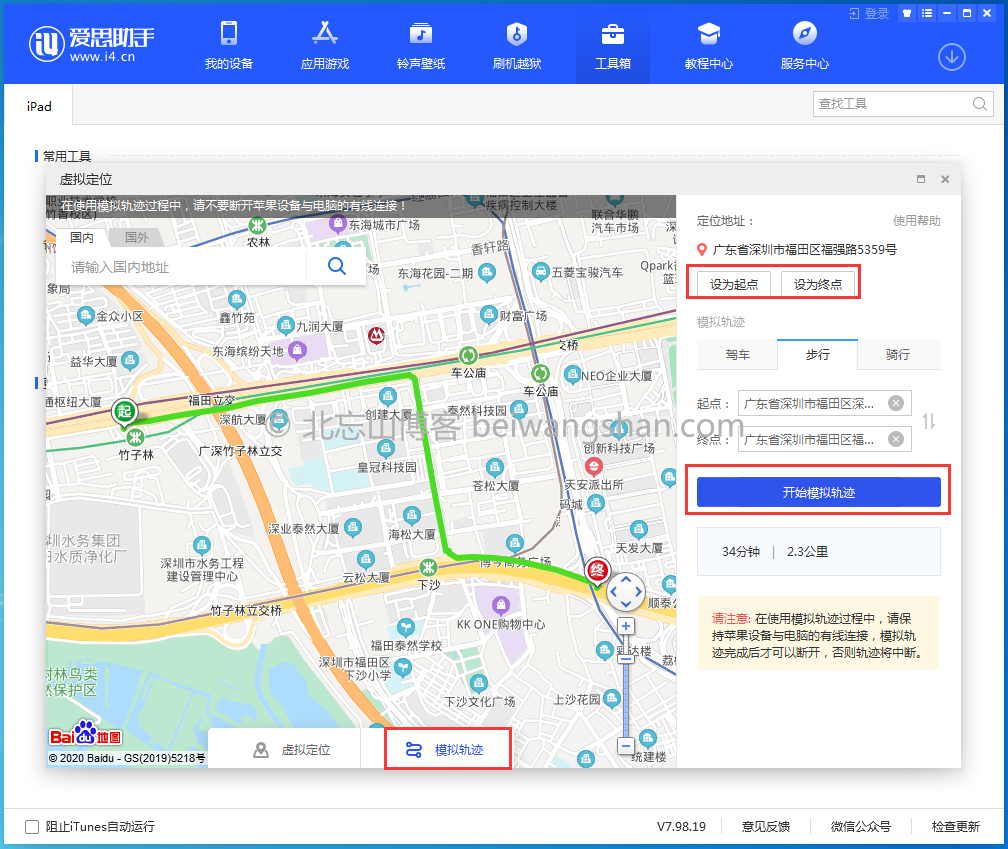 登录
爱思助手
www.i4.cn
我的设备
应用游戏
铃声壁纸
刷机越狱
工具箱
教程中心
服务中心
iPad
查找工具
常用工具
虚拟定位
在使用模拟轨迹过程中，请不要断开苹果设备与电脑的有线连接！
国内
国外
请输入国内地址
农林
东海城市广场
疾病控制大楼
联合华鹏
汽车市场
香轩路
东海花园-二期
五菱宝骏汽车
Qpark
金众小区
鑫竹苑
九润大厦
财富广场
东海缤纷天地
益华大厦
车公庙
车公庙
NEO企业大厦
通枢纽大厦
福田立交
起
深航大厦
创建大厦
泰然科技园
竹子林
广深竹子林立交
创新科技广场
皇冠科技园
苍松大厦
天安派出所
码城
圳水务集团
田水质净化厂
深业泰然大厦
海松大厦
天发大厦
深圳市水务工程
建设管理中心
云松大厦
下沙
终
竹子林立交桥
KK ONE购物中心
福田泰然学校
深圳市福田区
下沙小学
下沙文化广场
上沙花园
树林鸟类
然保护区
统建楼
© 北忘山博客 beiwangshan.com
Bai du 地图
© 2020 Baidu - GS(2019)5218号
虚拟定位
模拟轨迹
定位地址：
使用帮助
广东省深圳市福田区福强路5359号
设为起点
设为终点
模拟轨迹
驾车
步行
骑行
起点：
广东省深圳市福田区深...
终点：
广东省深圳市福田区福...
开始模拟轨迹
34分钟 | 2.3公里
请注意: 在使用模拟轨迹过程中，请保
持苹果设备与电脑的有线连接，模拟轨
迹完成后才可以断开，否则轨迹将中断。
阻止iTunes自动运行
V7.98.19
意见反馈
微信公众号
检查更新